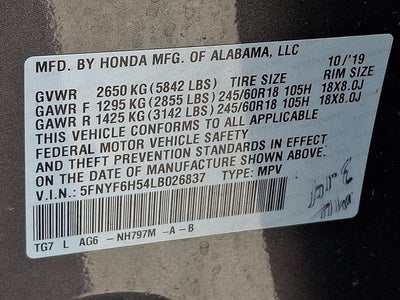 MFD. BY HONDA MFG. OF ALABAMA, LLC 10/'19
GVWR 2650 KG (5842 LBS) TIRE SIZE RIM SIZE
GAWR F 1295 KG (2855 LBS) 245/60R18 105H 18X8.0J
GAWR R 1425 KG (3142 LBS) 245/60R18 105H 18X8.0J
THIS VEHICLE CONFORMS TO ALL APPLICABLE
FEDERAL MOTOR VEHICLE SAFETY
AND THEFT PREVENTION STANDARDS IN EFFECT
ON THE DATE OF MANUFACTURE SHOWN ABOVE.
V.I.N.: 5FNYF6H54LB026837 TYPE: MPV
TG7 L AG6 -NH797M -A-B